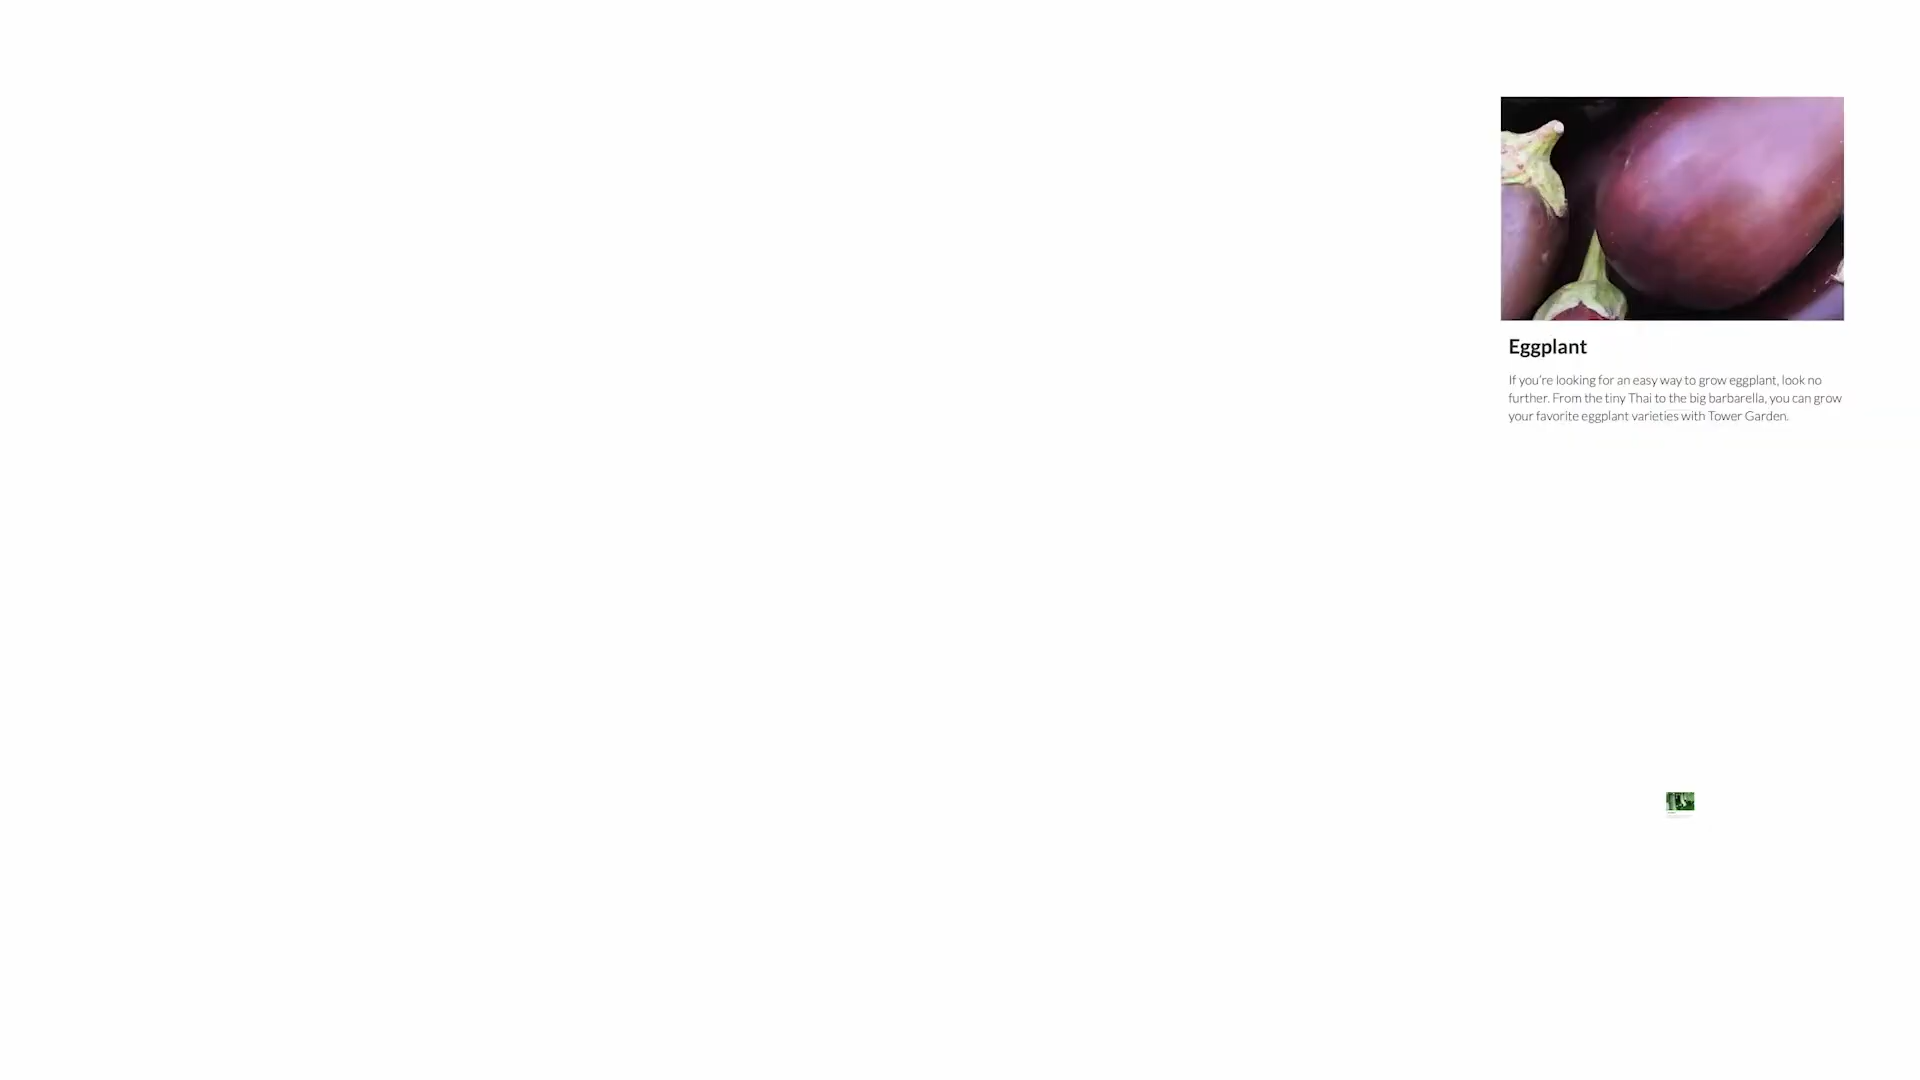 Eggplant
If you're looking for an easy way to grow eggplant, look no
further. From the tiny Thai to the big barbarella, you can grow
your favorite eggplant varieties with Tower Garden.